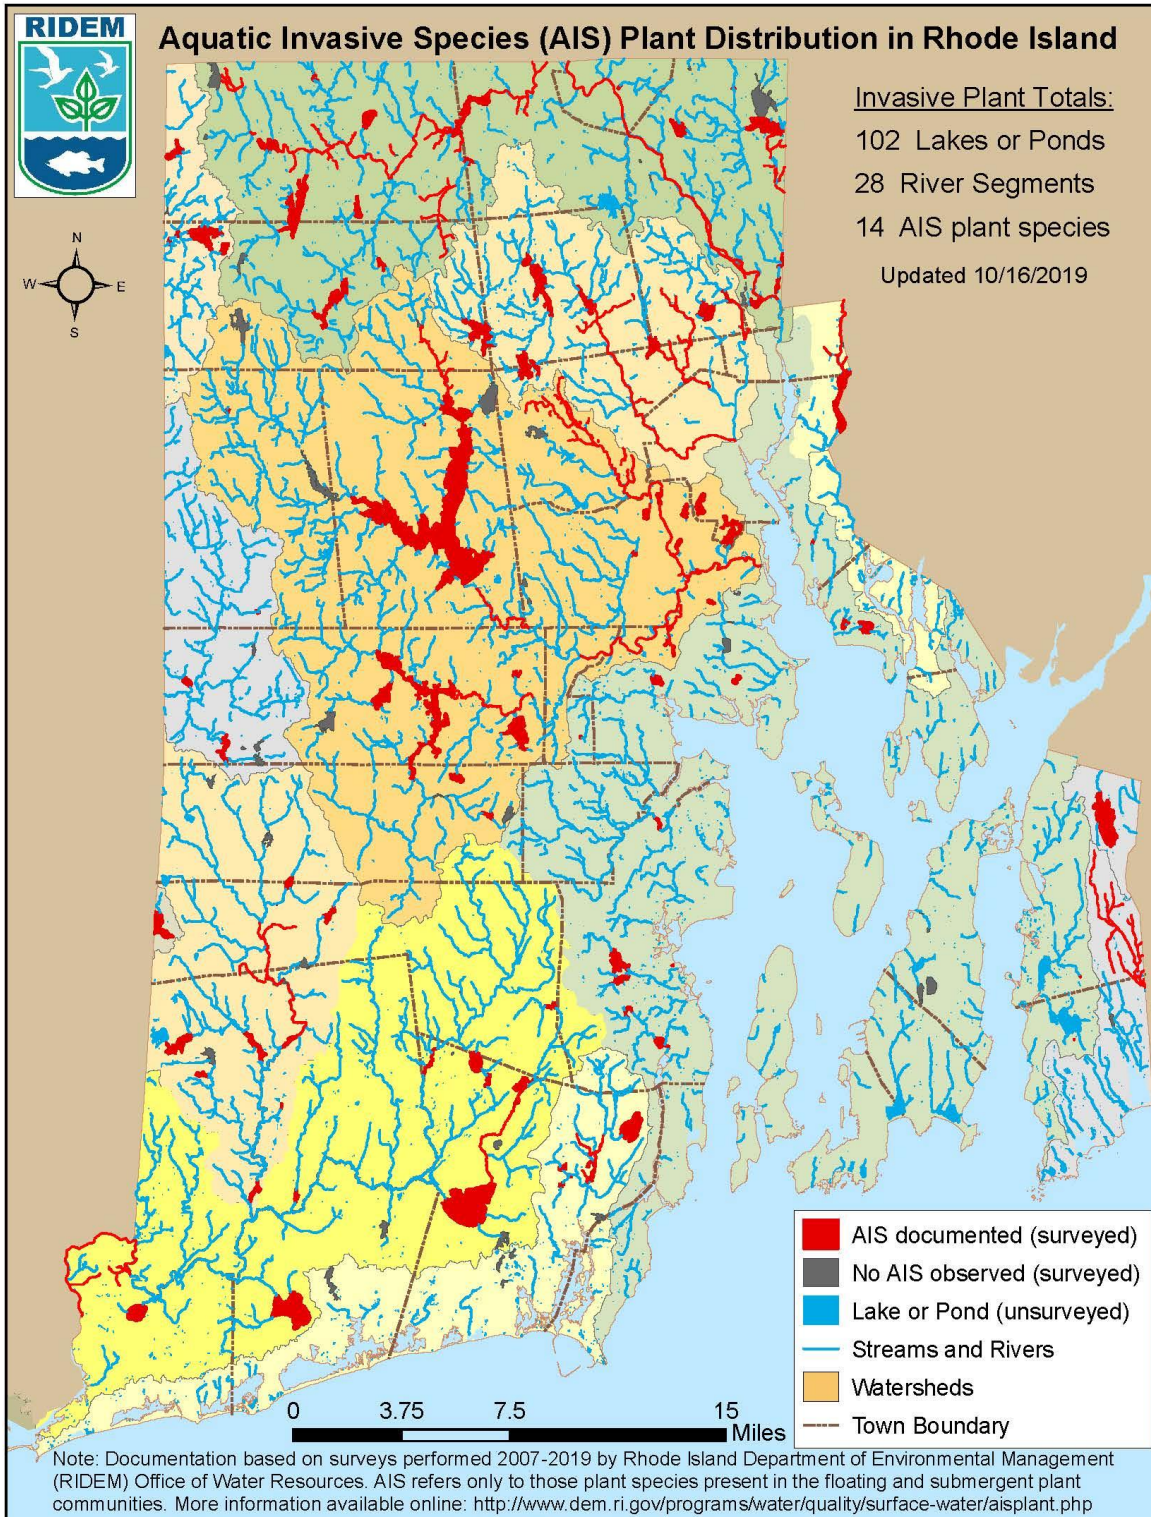 RIDEM
Aquatic Invasive Species (AIS) Plant Distribution in Rhode Island
Invasive Plant Totals:
102 Lakes or Ponds
28 River Segments
14 AIS plant species
Updated 10/16/2019
N
W
E
S
AIS documented (surveyed)
No AIS observed (surveyed)
Lake or Pond (unsurveyed)
Streams and Rivers
Watersheds
Town Boundary
0 3.75 7.5 15
Miles
Note: Documentation based on surveys performed 2007-2019 by Rhode Island Department of Environmental Management
(RIDEM) Office of Water Resources. AIS refers only to those plant species present in the floating and submergent plant
communities. More information available online: http://www.dem.ri.gov/programs/water/quality/surface-water/aisplant.php